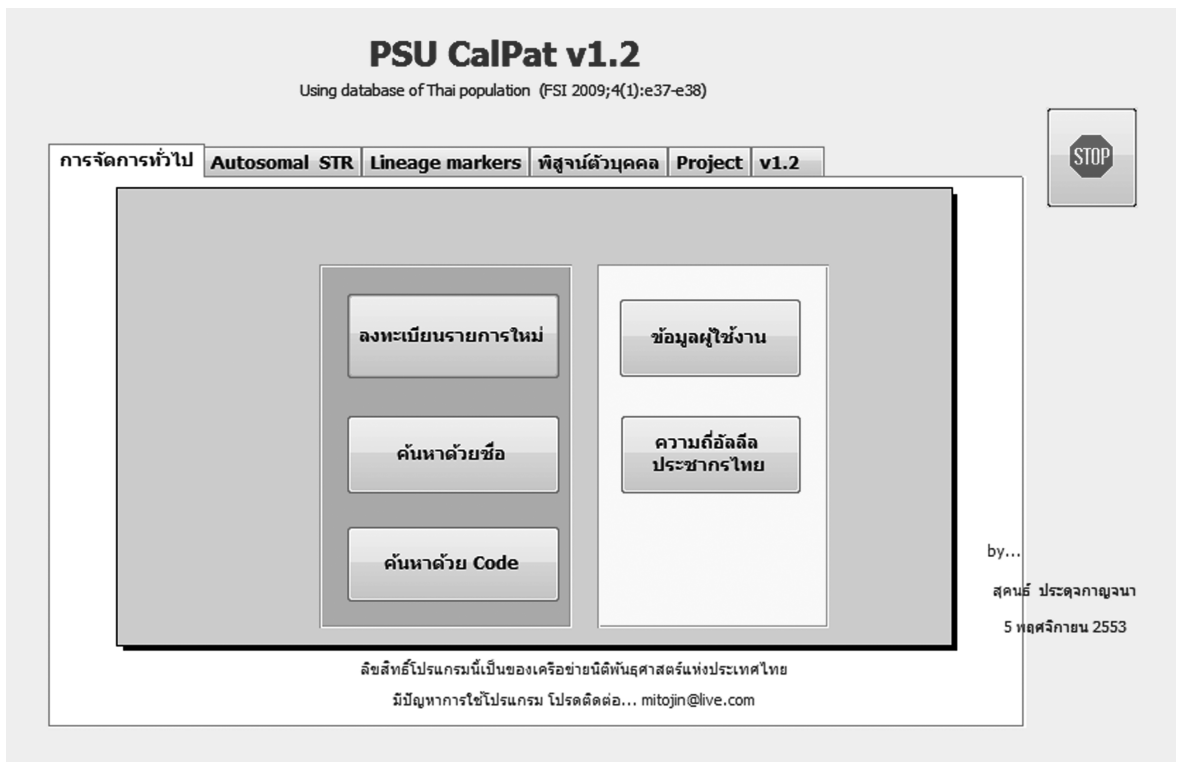 PSU CalPat v1.2
Using database of Thai population (FSI 2009;4(1):e37-e38)
STOP
การจัดการทั่วไป Autosomal STR Lineage markers พิสูจน์ตัวบุคคล Project v1.2
ลงทะเบียนรายการใหม่
ค้นหาด้วยชื่อ
ค้นหาด้วย Code
ข้อมูลผู้ใช้งาน
ความถี่อัลลีล
ประชากรไทย
by...
สุคนธ์ ประดุจกาญจนา
5 พฤศจิกายน 2553
ลิขสิทธิ์โปรแกรมนี้เป็นของเครือข่ายนิติพันธุศาสตร์แห่งประเทศไทย
มีปัญหาการใช้โปรแกรม โปรดติดต่อ... mitojin@live.com